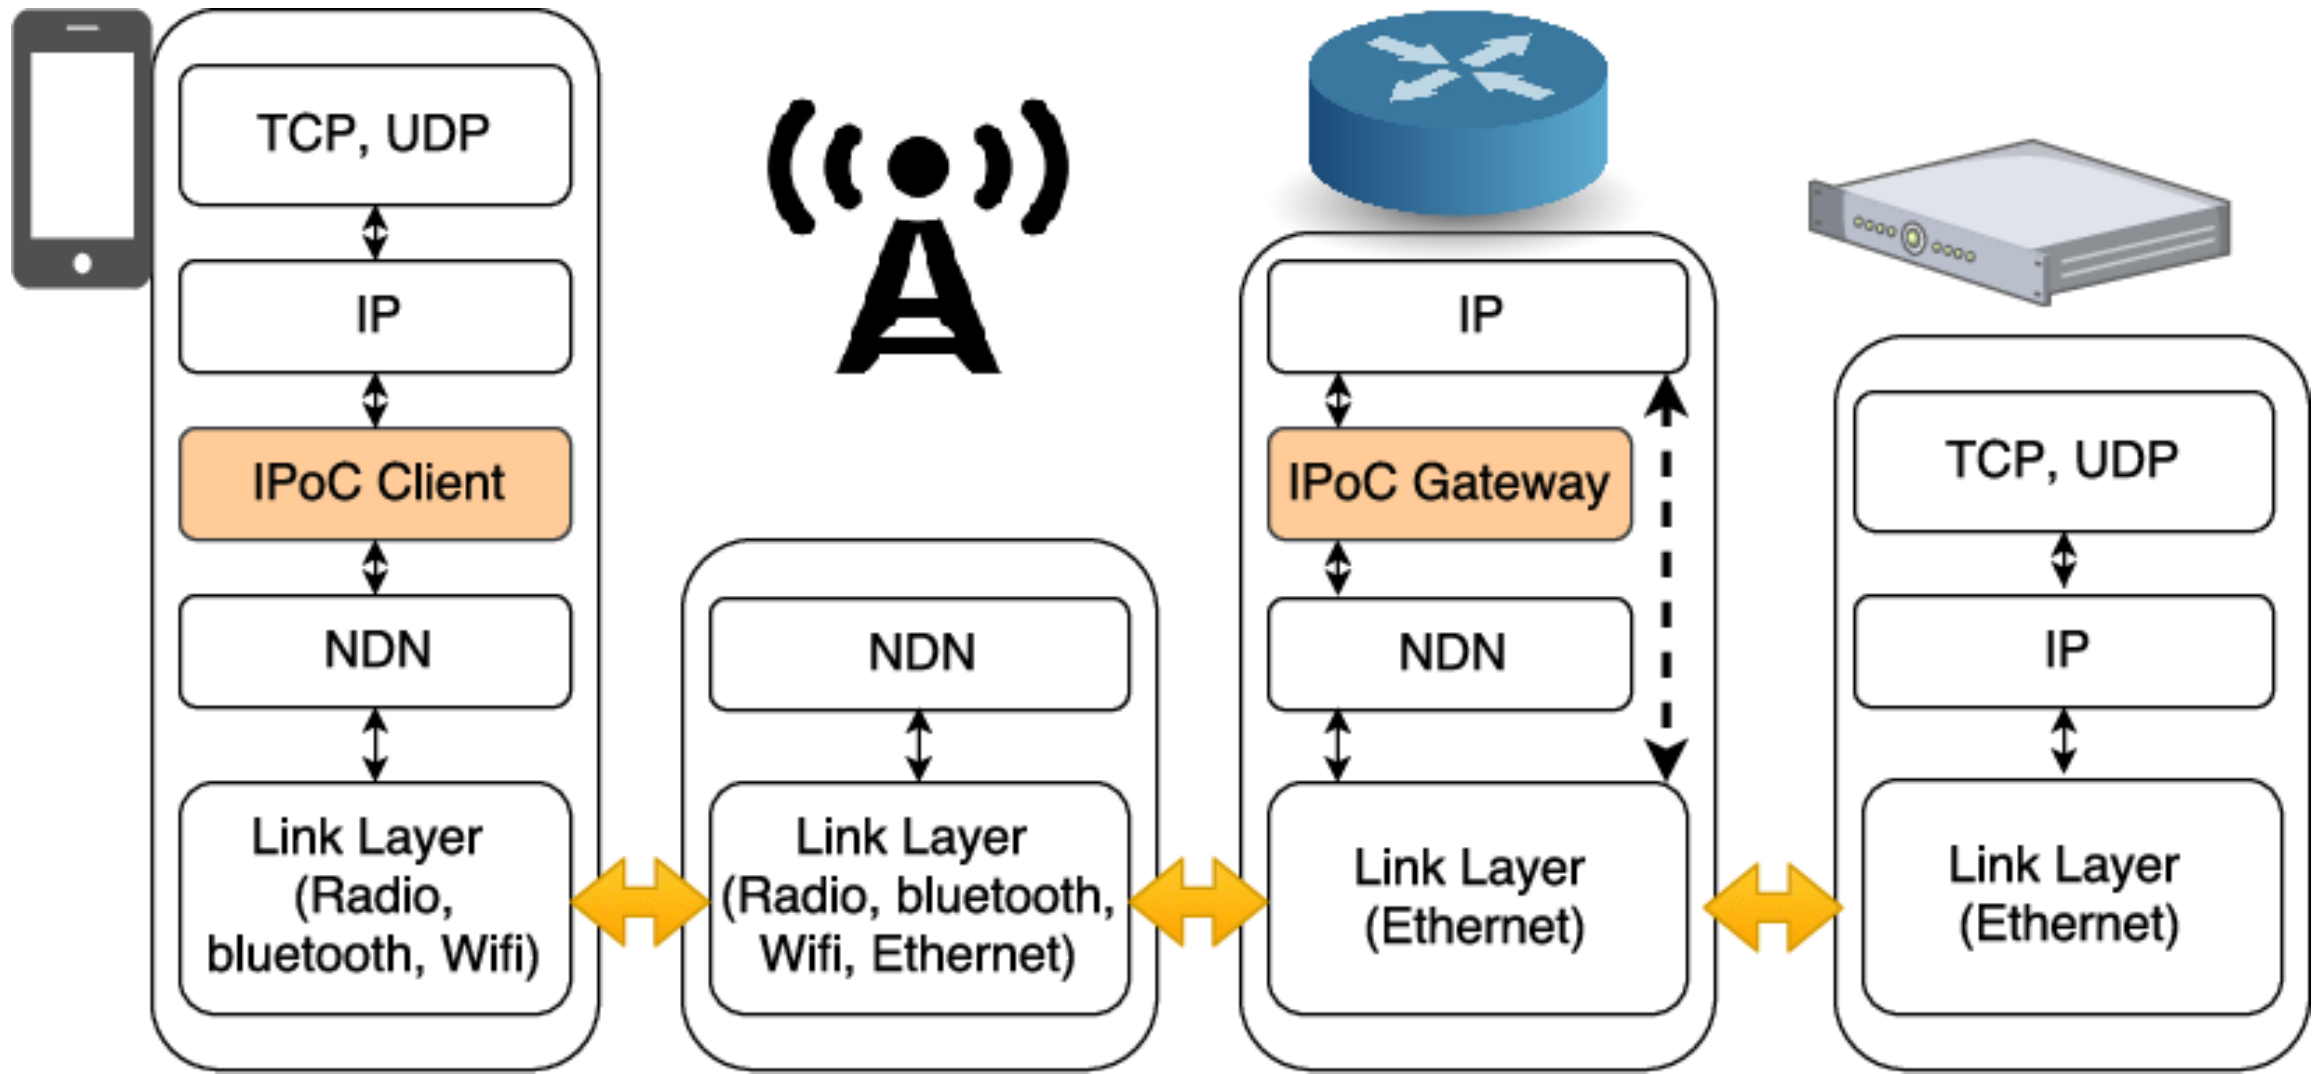 TCP, UDP
IP
IPoC Client
NDN
Link Layer
(Radio,
bluetooth, Wifi)
NDN
Link Layer
(Radio, bluetooth,
Wifi, Ethernet)
IP
IPoC Gateway
NDN
Link Layer
(Ethernet)
TCP, UDP
IP
Link Layer
(Ethernet)